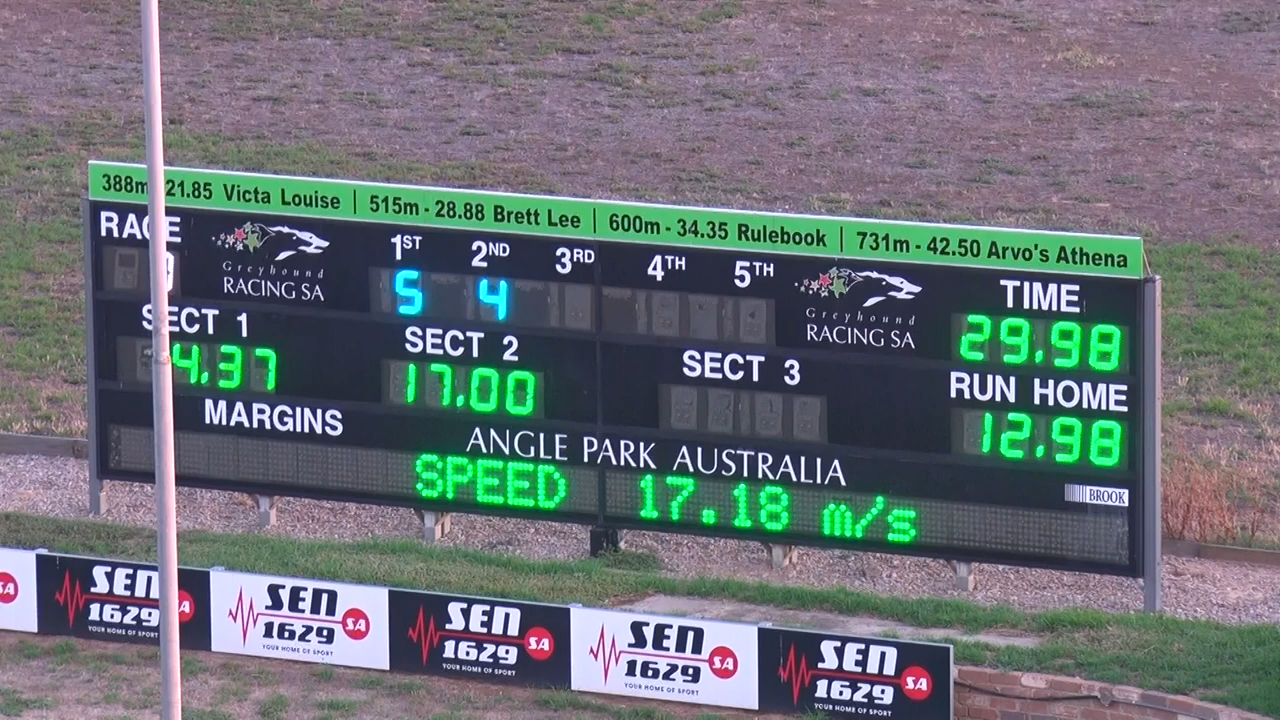 388m 21.85 Victa Louise | 515m - 28.88 Brett Lee | 600m - 34.35 Rulebook | 731m - 42.50 Arvo's Athena
RACE
Greyhound
RACING SA
1ST 2ND 3RD 4TH 5TH
5 4
Greyhound
RACING SA
TIME
29.98
SECT 1
4.37
SECT 2
17.00
SECT 3
RUN HOME
12.98
MARGINS
ANGLE PARK AUSTRALIA
SPEED 17.18 m/s
BROOK
SA
SEN
1629
SA
YOUR HOME OF SPORT
SEN
1629
SA
YOUR HOME OF SPORT
SEN
1629
SA
YOUR HOME OF SPORT
SEN
1629
SA
YOUR HOME OF SPORT
SEN
1629
SA
YOUR HOME OF SPORT